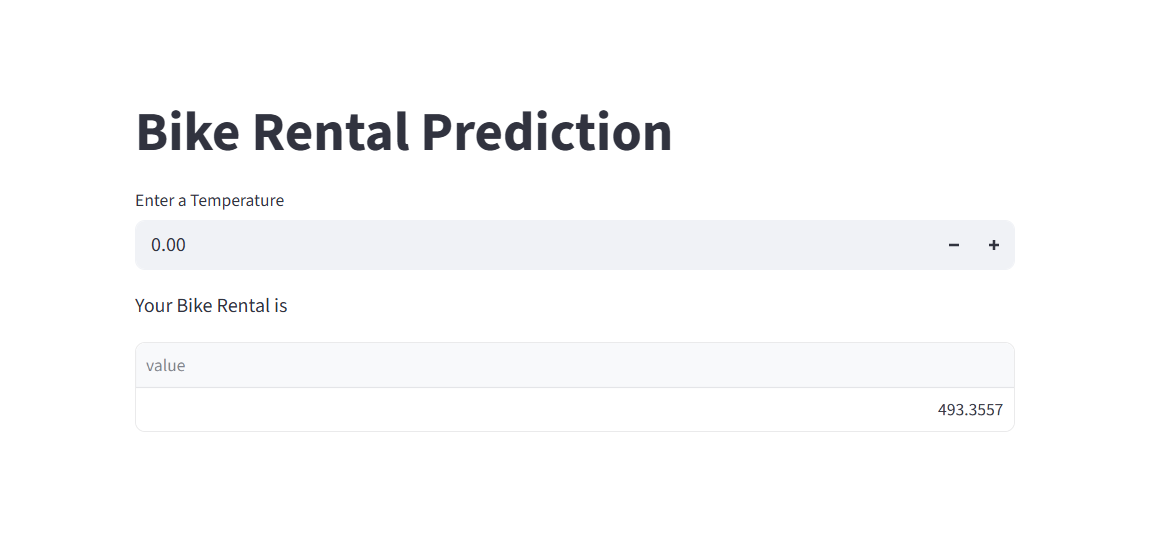 Bike Rental Prediction
Enter a Temperature
0.00
Your Bike Rental is
value
493.3557